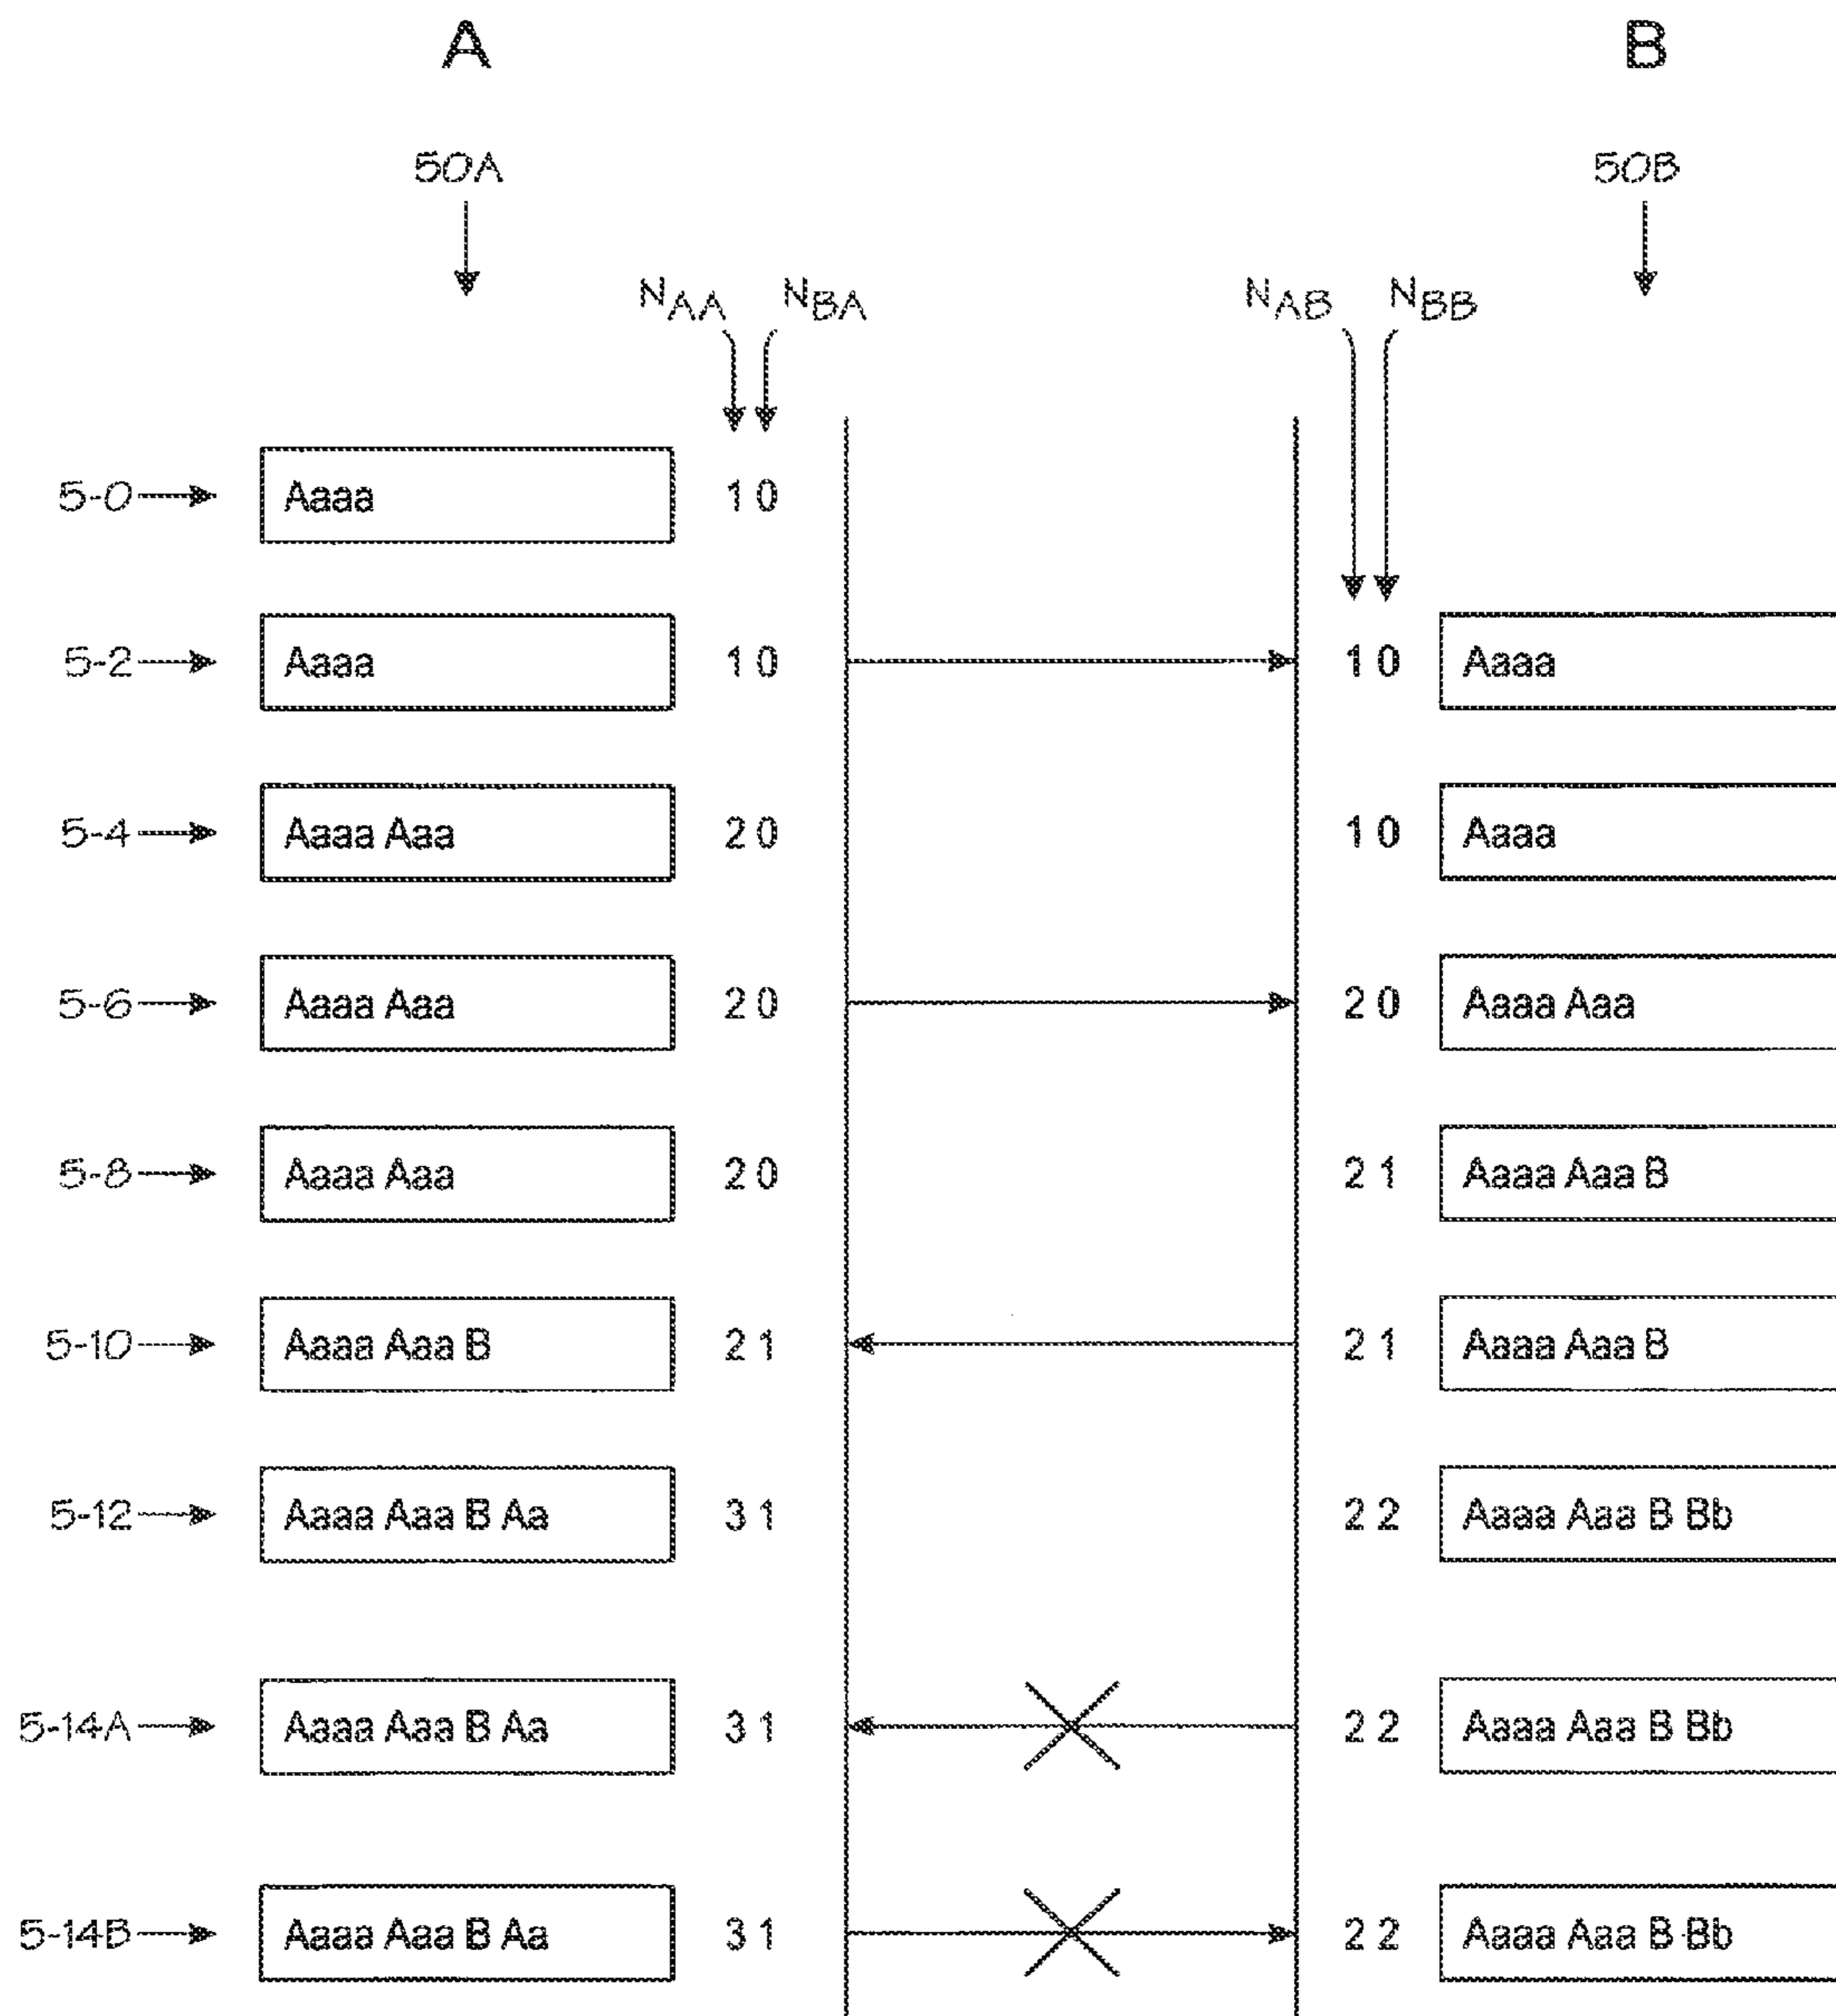 A B
50A 50B
NAA NBA NAB NBB
5-0 Aaaa 1 0
5-2 Aaaa 1 0 1 0 Aaaa
5-4 Aaaa Aaa 2 0 1 0 Aaaa
5-6 Aaaa Aaa 2 0 2 0 Aaaa Aaa
5-8 Aaaa Aaa 2 0 2 1 Aaaa Aaa B
5-10 Aaaa Aaa B 2 1 2 1 Aaaa Aaa B
5-12 Aaaa Aaa B Aa 3 1 2 2 Aaaa Aaa B Bb
5-14A Aaaa Aaa B Aa 3 1 2 2 Aaaa Aaa B Bb
5-14B Aaaa Aaa B Aa 3 1 2 2 Aaaa Aaa B Bb